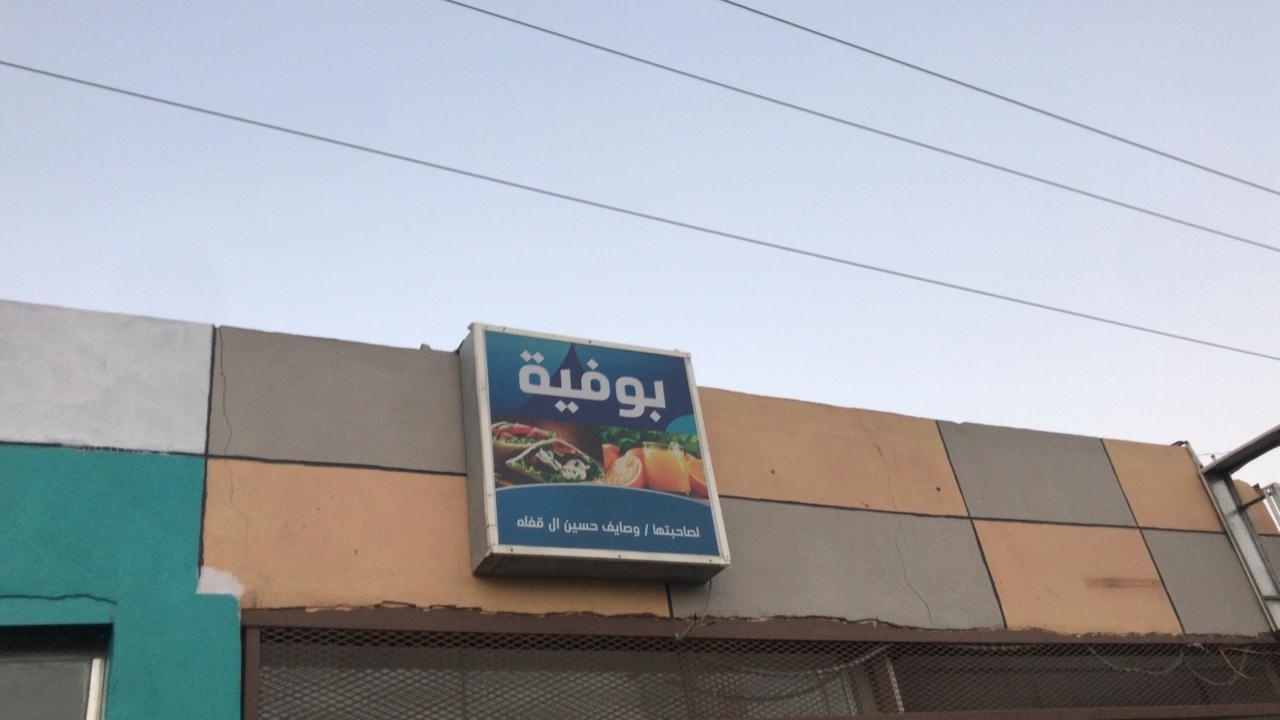 بوفية
لصاحبتها / وصايف حسين ال قفله